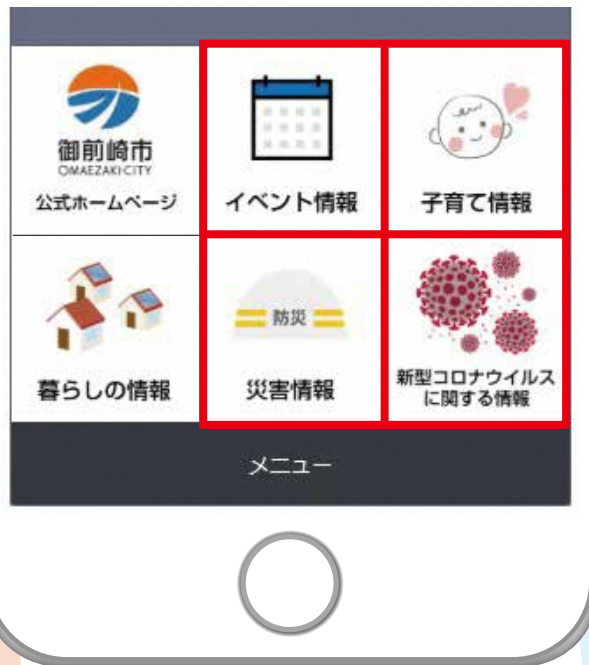 御前崎市
OMAEZAKI-CITY
公式ホームページ
イベント情報
子育て情報
暮らしの情報
防災
災害情報
新型コロナウイルス
に関する情報
メニュー